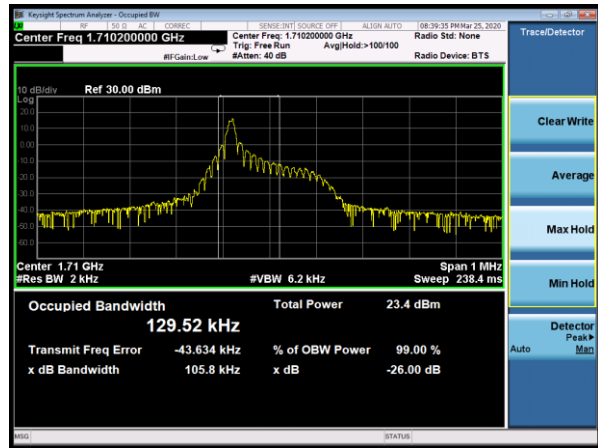 Keysight Spectrum Analyzer - Occupied BW
RF 50 Ω AC CORREC SENSE:INT SOURCE OFF ALIGN AUTO 08:39:35 PM Mar 25, 2020
Center Freq 1.710200000 GHz Center Freq: 1.710200000 GHz Radio Std: None
Trig: Free Run Avg|Hold:>100/100
#IFGain:Low #Atten: 40 dB Radio Device: BTS
Trace/Detector
10 dB/div Ref 30.00 dBm
Log
20.0
10.0
0.00
-10.0
-20.0
-30.0
-40.0
-50.0
-60.0
Center 1.71 GHz Span 1 MHz
#Res BW 2 kHz #VBW 6.2 kHz Sweep 238.4 ms
Occupied Bandwidth Total Power 23.4 dBm
129.52 kHz
Transmit Freq Error -43.634 kHz % of OBW Power 99.00 %
x dB Bandwidth 105.8 kHz x dB -26.00 dB
Clear Write
Average
Max Hold
Min Hold
Detector
Peak▶
Auto Man
MSG STATUS